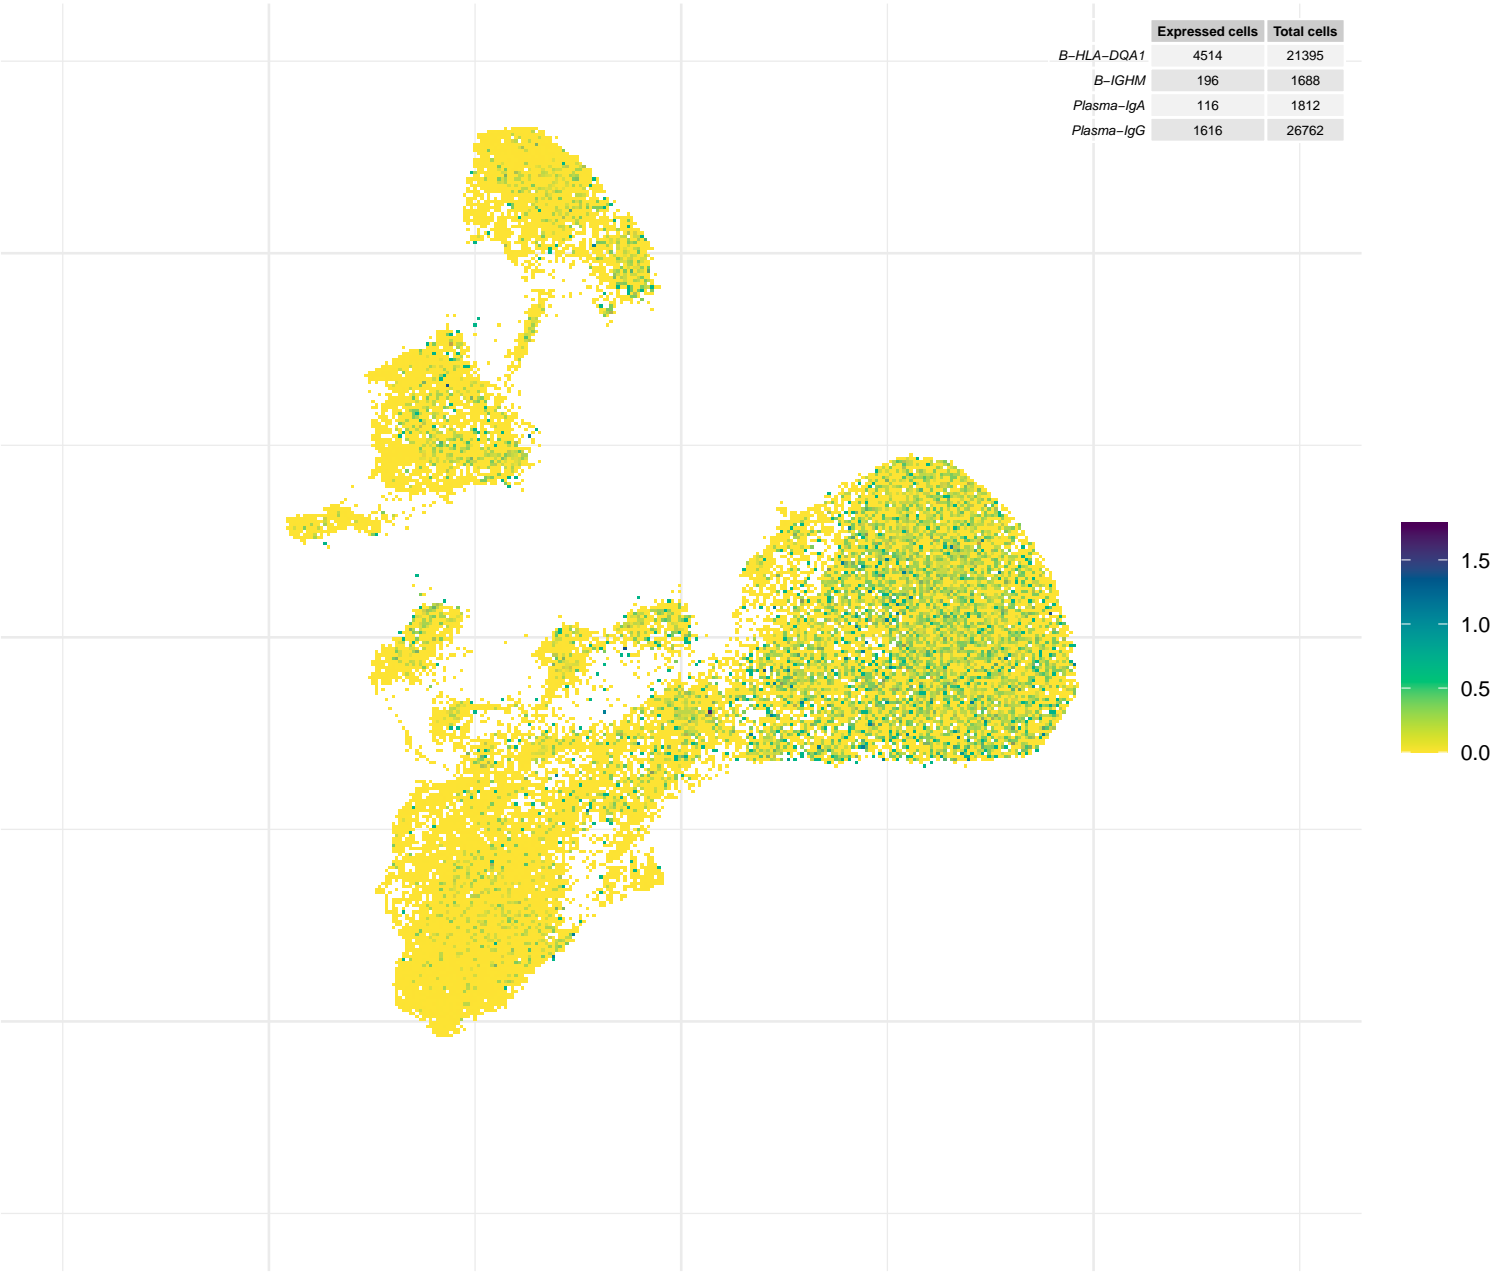 Expressed cells Total cells
B−HLA−DQA1 4514 21395
B−IGHM 196 1688
Plasma−IgA 116 1812
Plasma−IgG 1616 26762
1.5
1.0
0.5
0.0